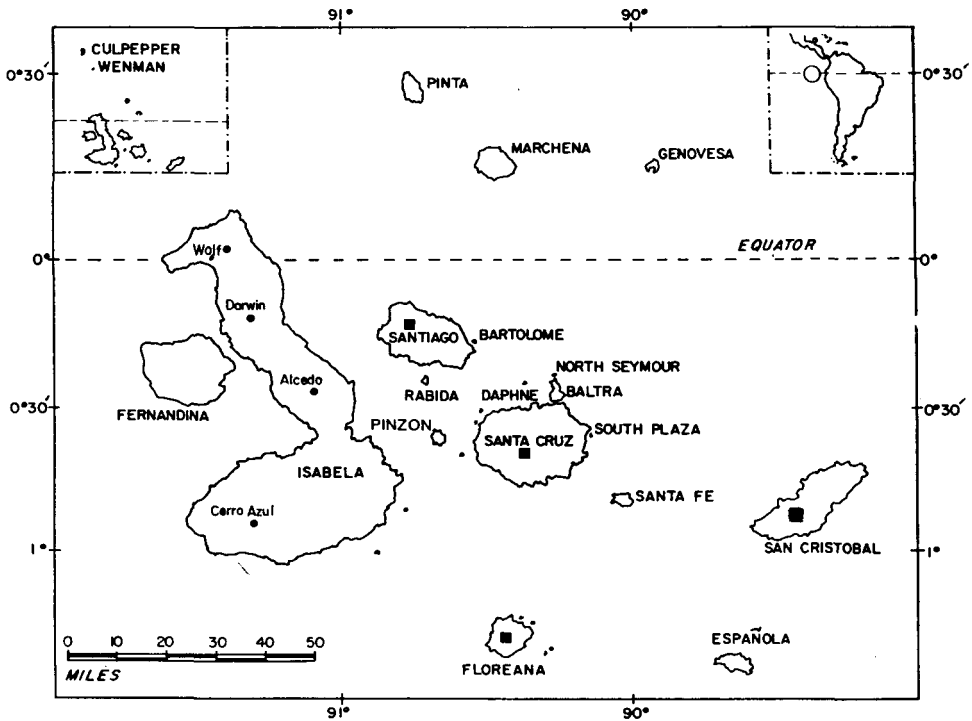 91°
90°
CULPEPPER
WENMAN
0°30′
PINTA
0°30′
MARCHENA
GENOVESA
Wolf
EQUATOR
0°
0°
Darwin
SANTIAGO
BARTOLOME
NORTH SEYMOUR
Alcedo
RABIDA
DAPHNE
BALTRA
FERNANDINA
0°30′
0°30′
PINZON
SANTA CRUZ
SOUTH PLAZA
ISABELA
SANTA FE
Cerro Azul
SAN CRISTOBAL
1°
1°
0 10 20 30 40 50
MILES
FLOREANA
ESPAÑOLA
91°
90°